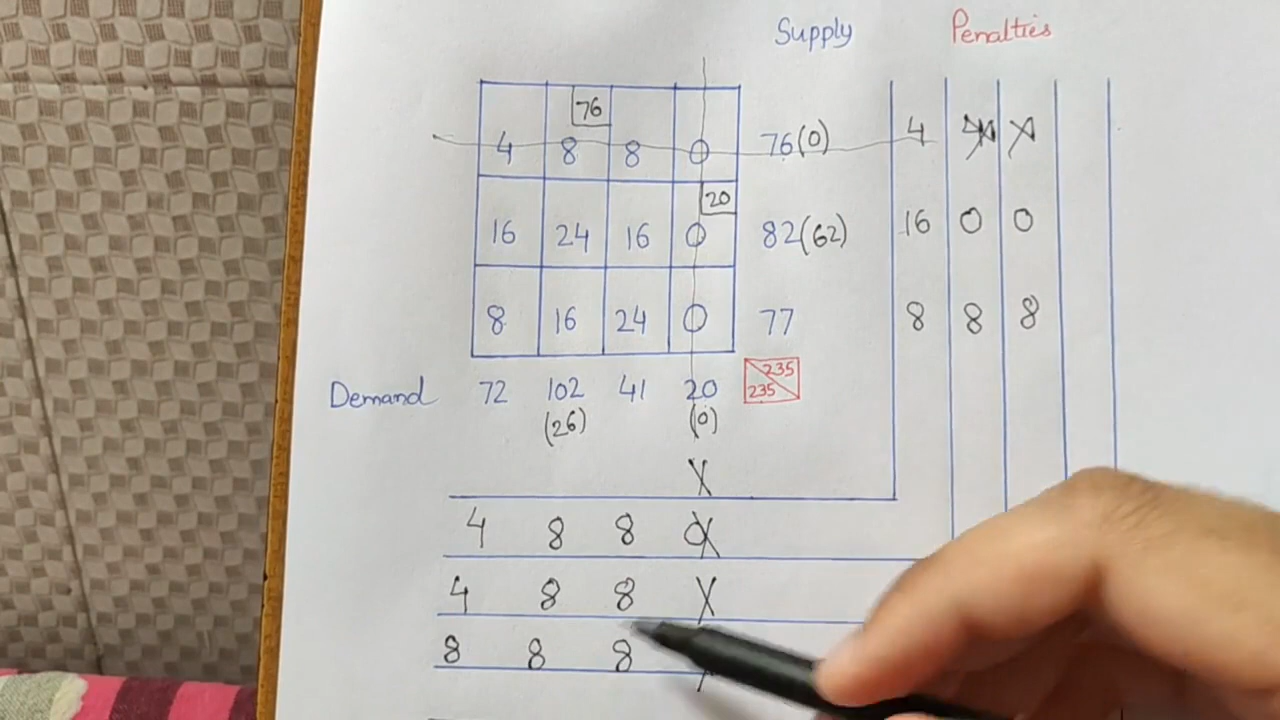 Supply Penalties
76
4 8 8 0 76(0) 4
20
16 24 16 0 82(62) 16 0 0
8 16 24 0 77 8 8 8
235
235
Demand 72 102 41 20
(26) (0)
X
4 8 8
4 8 8 X
8 8 8